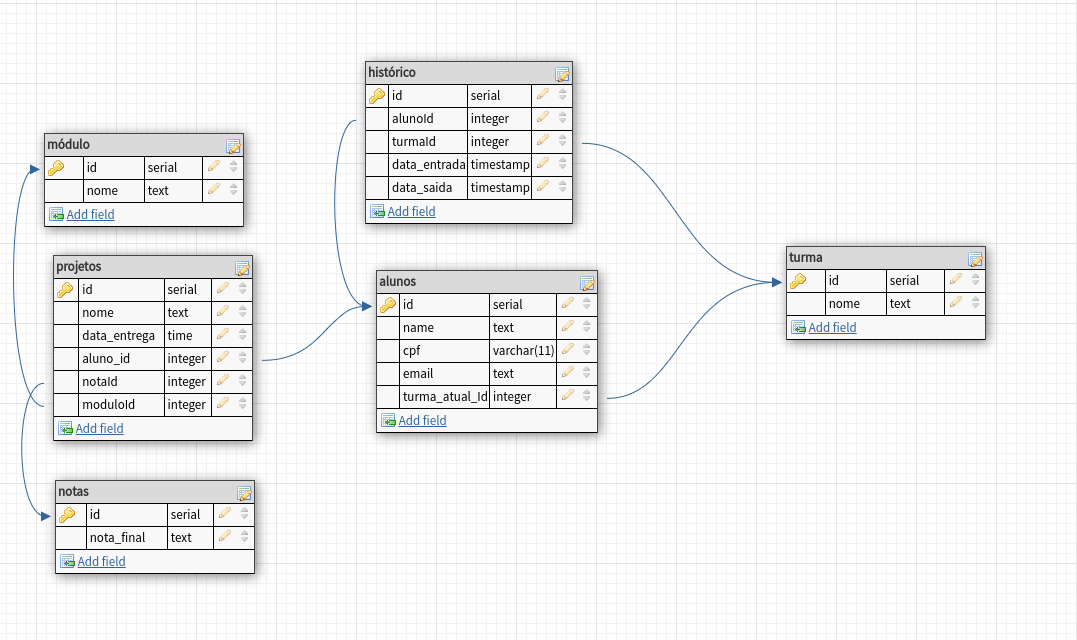 módulo
id serial
nome text
Add field
projetos
id serial
nome text
data_entrega time
aluno_id integer
notaId integer
moduloId integer
Add field
notas
id serial
nota_final text
Add field
histórico
id serial
alunoId integer
turmaId integer
data_entrada timestamp
data_saida timestamp
Add field
alunos
id serial
name text
cpf varchar(11)
email text
turma_atual_Id integer
Add field
turma
id serial
nome text
Add field